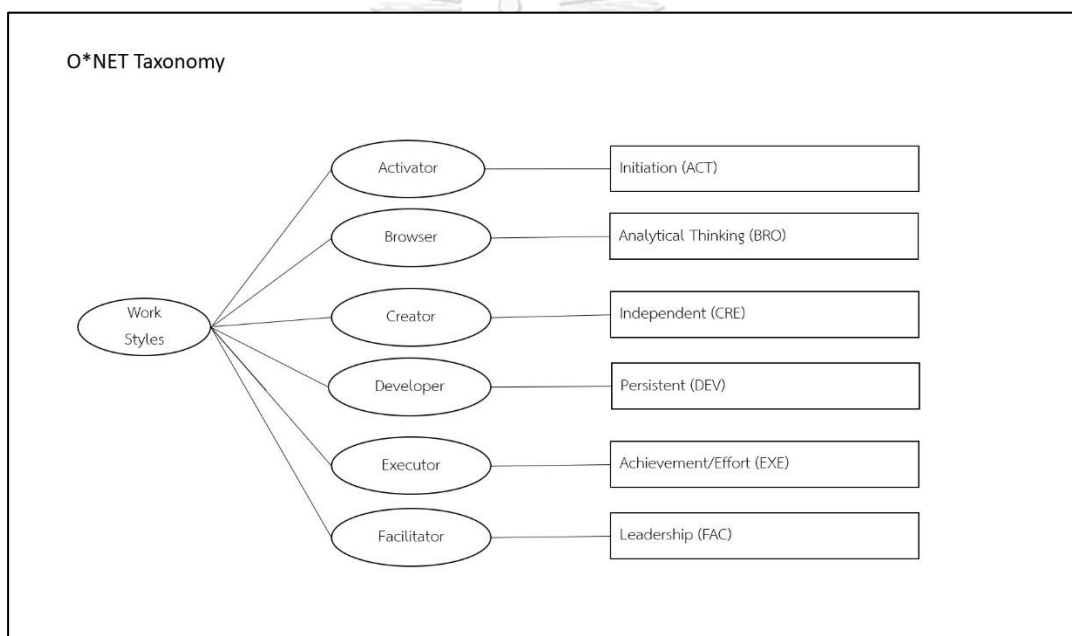 O*NET Taxonomy
Activator
Initiation (ACT)
Browser
Analytical Thinking (BRO)
Work
Styles
Creator
Independent (CRE)
Developer
Persistent (DEV)
Executor
Achievement/Effort (EXE)
Facilitator
Leadership (FAC)